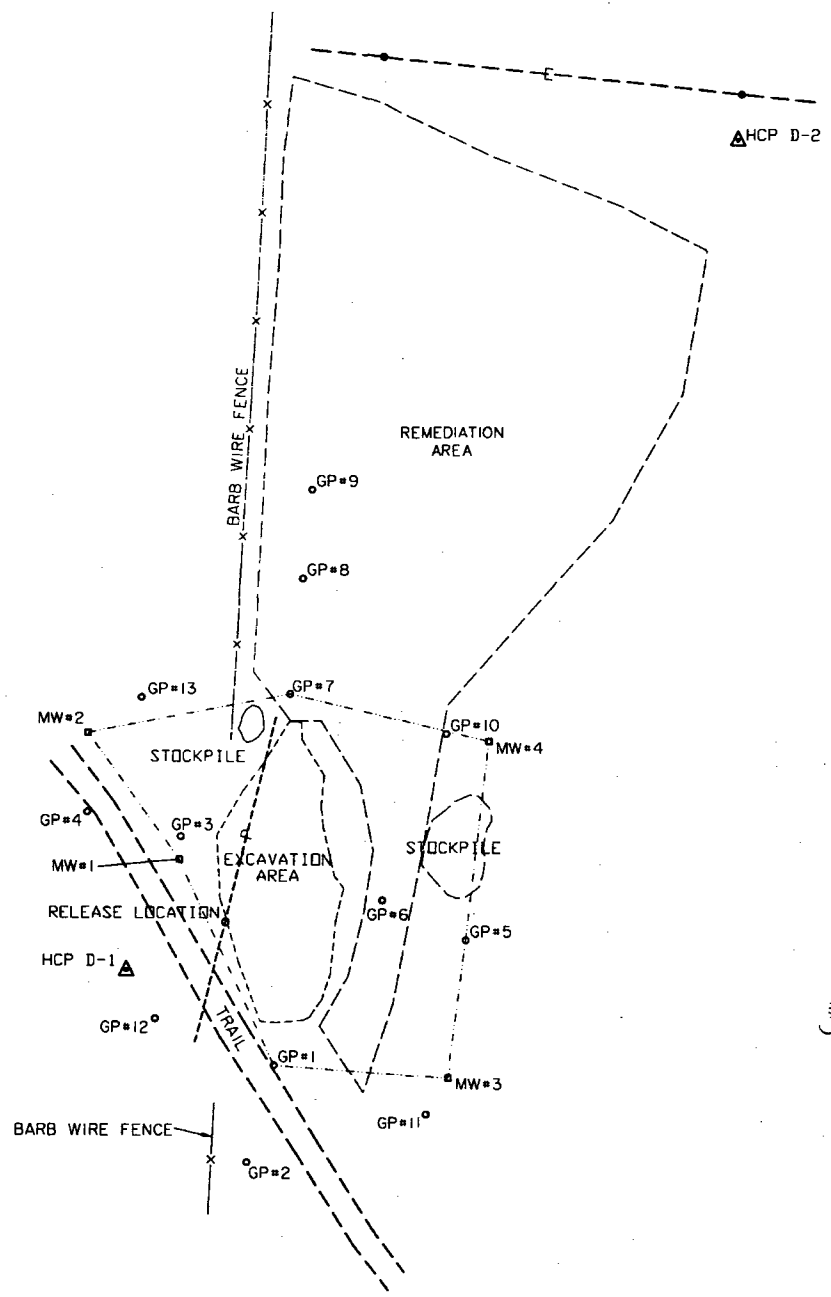 E
HCP D-2
BARB WIRE FENCE
REMEDIATION
AREA
GP#9
GP#8
GP#13
GP#7
MW#2
GP#10
MW#4
STOCKPILE
GP#4
GP#3
STOCKPILE
MW#1
EXCAVATION
AREA
RELEASE LOCATION
GP#6
GP#5
HCP D-1
GP#12
TRAIL
GP#1
MW#3
GP#11
BARB WIRE FENCE
GP#2